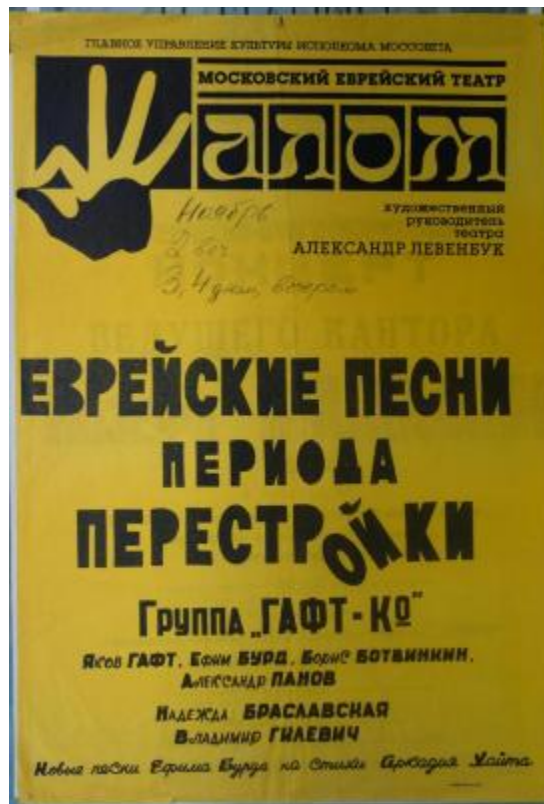 ГЛАВНОЕ УПРАВЛЕНИЕ КУЛЬТУРЫ ИСПОЛКОМА МОССОВЕТА
МОСКОВСКИЙ ЕВРЕЙСКИЙ ТЕАТР
Шалом
художественный
руководитель
театра
АЛЕКСАНДР ЛЕВЕНБУК
Ноябрь
2 веч
3, 4 днем, вечером
ЕВРЕЙСКИЕ ПЕСНИ
ПЕРИОДА
ПЕРЕСТРОЙКИ
Группа „ГАФТ-Ко"
Яков ГАФТ, Ефим БУРД, Борис БОТВИНКИН,
Александр ПАНОВ
Надежда БРАСЛАВСКАЯ
Владимир ГИЛЕВИЧ
Новые песни Ефима Бурда на стихи Аркадия Хайта